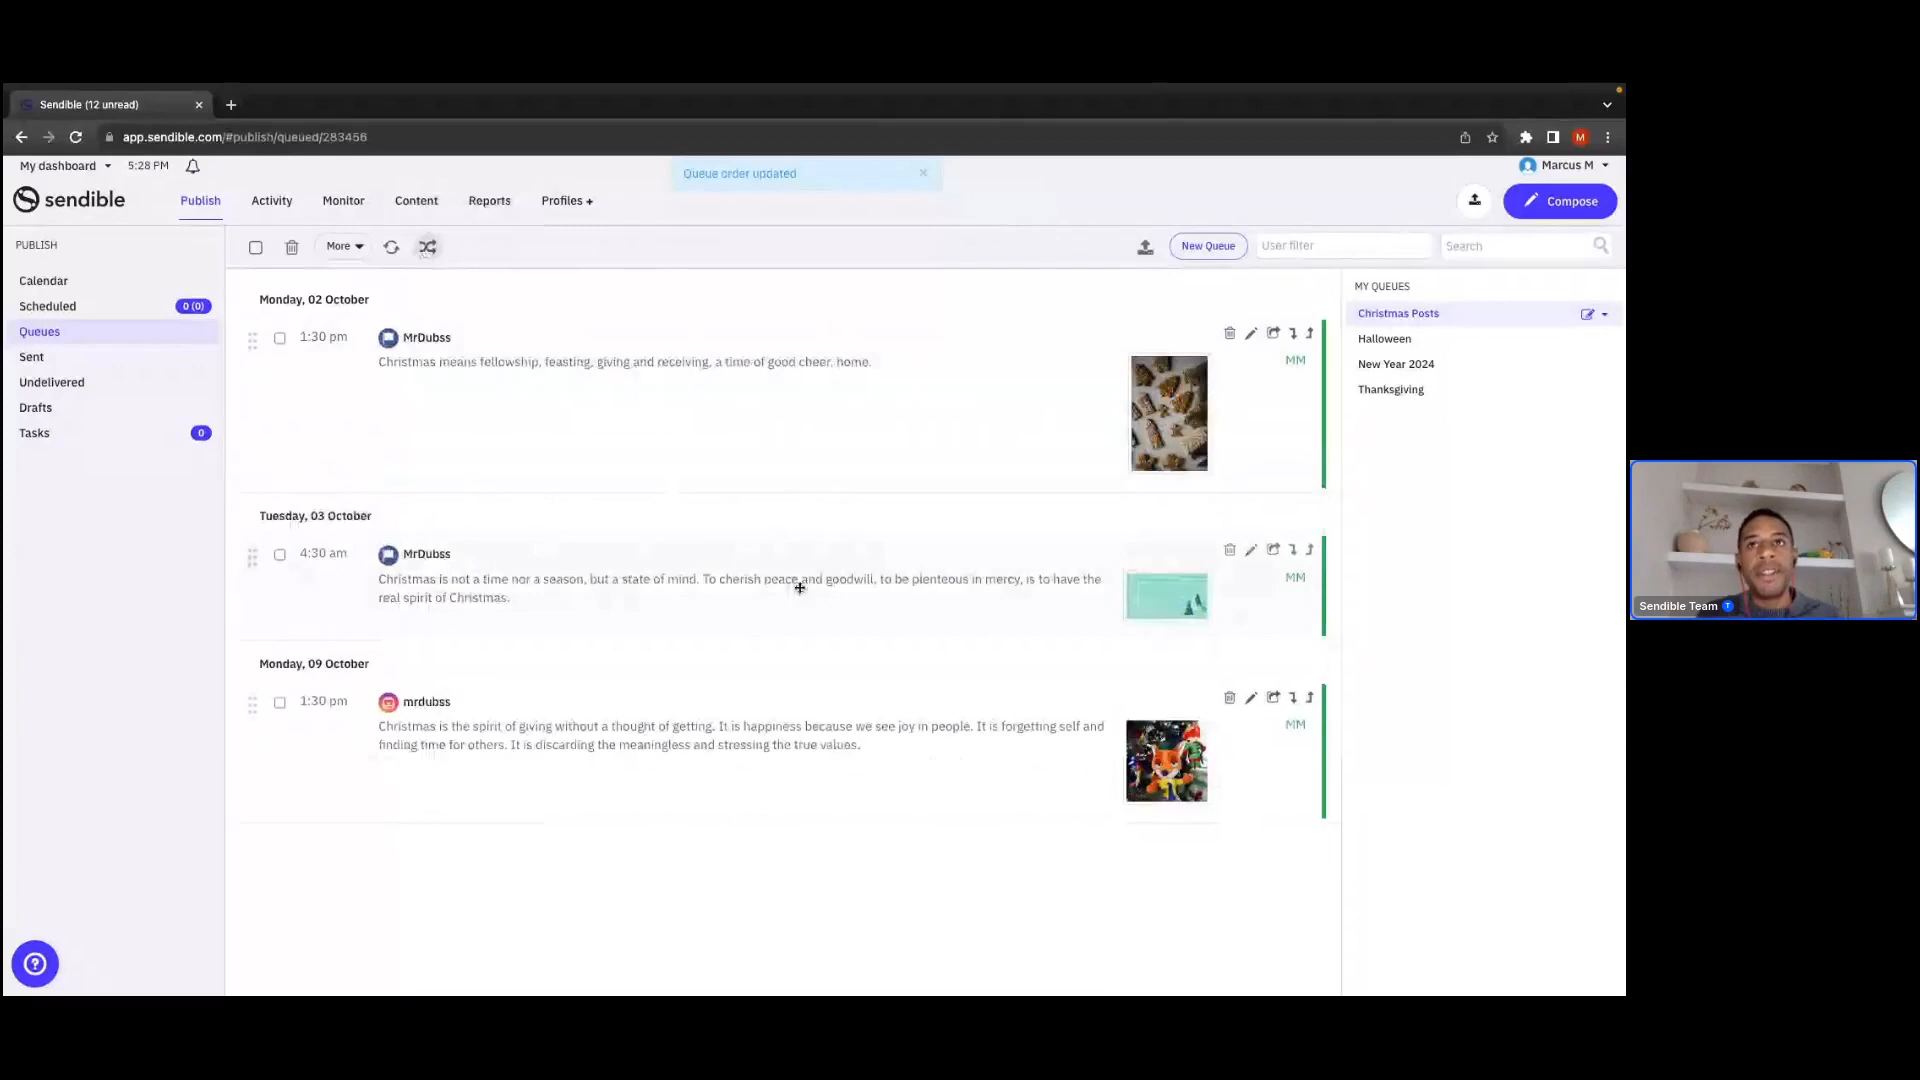 Sendible (12 unread)
app.sendible.com/#publish/queued/283456
M
My dashboard
5:28 PM
Queue order updated
Marcus M
sendible
Publish
Activity
Monitor
Content
Reports
Profiles +
Compose
PUBLISH
More
New Queue
User filter
Search
Calendar
Scheduled
0 (0)
Queues
Sent
Undelivered
Drafts
Tasks
0
Monday, 02 October
1:30 pm
MrDubss
Christmas means fellowship, feasting, giving and receiving, a time of good cheer, home.
MM
Tuesday, 03 October
4:30 am
MrDubss
Christmas is not a time nor a season, but a state of mind. To cherish peace and goodwill, to be plenteous in mercy, is to have the
real spirit of Christmas.
MM
Monday, 09 October
1:30 pm
mrdubss
Christmas is the spirit of giving without a thought of getting. It is happiness because we see joy in people. It is forgetting self and
finding time for others. It is discarding the meaningless and stressing the true values.
MM
MY QUEUES
Christmas Posts
Halloween
New Year 2024
Thanksgiving
Sendible Team
T